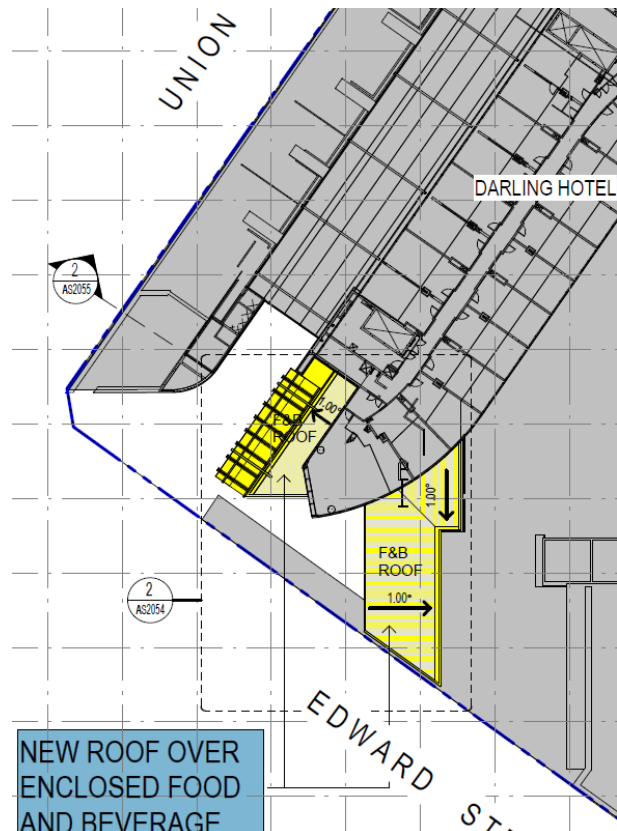 UNION
DARLING HOTEL
2
AS2055
1.00°
F&B
ROOF
1.00°
F&B
ROOF
1.00°
2
AS2054
EDWARD ST
NEW ROOF OVER
ENCLOSED FOOD
AND BEVERAGE